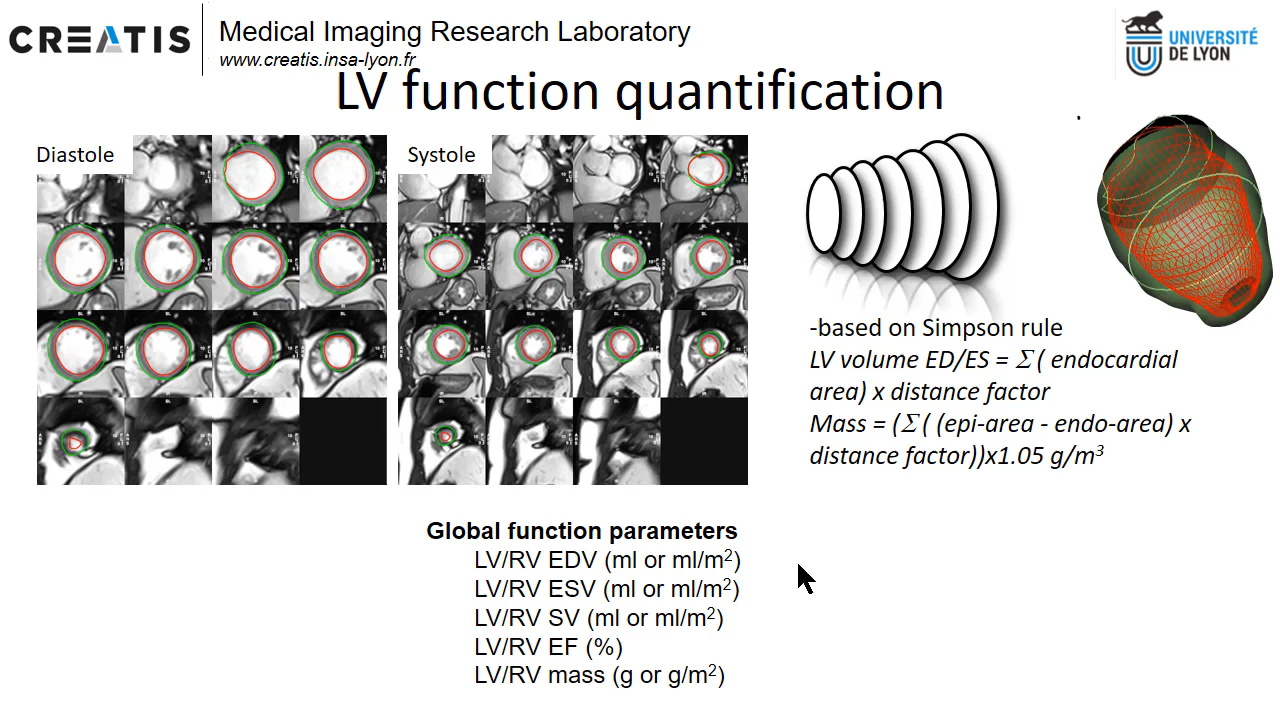 CREATIS
Medical Imaging Research Laboratory
www.creatis.insa-lyon.fr
UNIVERSITÉ
DE LYON
LV function quantification
Diastole
Systole
-based on Simpson rule
LV volume ED/ES = Σ ( endocardial
area) x distance factor
Mass = (Σ ( (epi-area - endo-area) x
distance factor))x1.05 g/m³
Global function parameters
LV/RV EDV (ml or ml/m²)
LV/RV ESV (ml or ml/m²)
LV/RV SV (ml or ml/m²)
LV/RV EF (%)
LV/RV mass (g or g/m²)